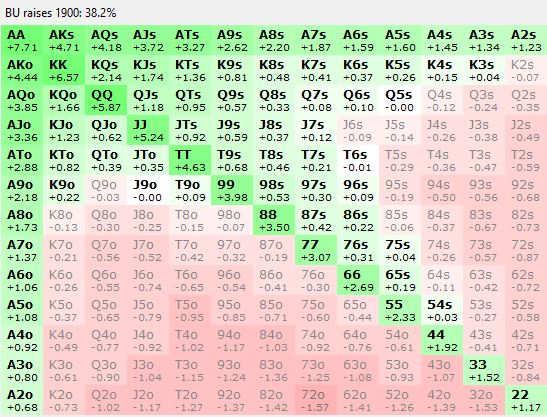 BU raises 1900: 38.2%
AA AKs AQs AJs ATs A9s A8s A7s A6s A5s A4s A3s A2s
+7.71 +4.71 +4.18 +3.72 +3.27 +2.62 +2.20 +1.87 +1.59 +1.60 +1.45 +1.34 +1.23
AKo KK KQs KJs KTs K9s K8s K7s K6s K5s K4s K3s K2s
+4.44 +6.57 +2.14 +1.74 +1.36 +0.81 +0.48 +0.41 +0.37 +0.26 +0.15 +0.04 -0.07
AQo KQo QQ QJs QTs Q9s Q8s Q7s Q6s Q5s Q4s Q3s Q2s
+3.85 +1.66 +5.87 +1.18 +0.95 +0.57 +0.33 +0.08 +0.10 -0.00 -0.12 -0.24 -0.35
AJo KJo QJo JJ JTs J9s J8s J7s J6s J5s J4s J3s J2s
+3.36 +1.23 +0.62 +5.24 +0.92 +0.59 +0.37 +0.12 -0.09 -0.14 -0.26 -0.38 -0.49
ATo KTo QTo JTo TT T9s T8s T7s T6s T5s T4s T3s T2s
+2.88 +0.82 +0.39 +0.35 +4.63 +0.68 +0.46 +0.21 -0.01 -0.29 -0.36 -0.47 -0.59
A9o K9o Q9o J9o T9o 99 98s 97s 96s 95s 94s 93s 92s
+2.18 +0.22 -0.03 -0.00 +0.09 +3.98 +0.53 +0.30 +0.09 -0.19 -0.50 -0.56 -0.68
A8o K8o Q8o J8o T8o 98o 88 87s 86s 85s 84s 83s 82s
+1.73 -0.13 -0.30 -0.25 -0.15 -0.07 +3.50 +0.42 +0.22 -0.06 -0.37 -0.67 -0.73
A7o K7o Q7o J7o T7o 97o 87o 77 76s 75s 74s 73s 72s
+1.37 -0.21 -0.56 -0.52 -0.42 -0.32 -0.19 +3.07 +0.31 +0.04 -0.26 -0.57 -0.87
A6o K6o Q6o J6o T6o 96o 86o 76o 66 65s 64s 63s 62s
+1.06 -0.26 -0.55 -0.74 -0.65 -0.54 -0.41 -0.30 +2.69 +0.19 -0.11 -0.42 -0.72
A5o K5o Q5o J5o T5o 95o 85o 75o 65o 55 54s 53s 52s
+1.08 -0.37 -0.65 -0.79 -0.95 -0.85 -0.71 -0.60 -0.44 +2.33 +0.03 -0.27 -0.58
A4o K4o Q4o J4o T4o 94o 84o 74o 64o 54o 44 43s 42s
+0.92 -0.49 -0.77 -0.92 -1.02 -1.17 -1.03 -0.92 -0.76 -0.61 +1.92 -0.41 -0.71
A3o K3o Q3o J3o T3o 93o 83o 73o 63o 53o 43o 33 32s
+0.80 -0.61 -0.90 -1.04 -1.15 -1.24 -1.36 -1.25 -1.08 -0.93 -1.07 +1.52 -0.84
A2o K2o Q2o J2o T2o 92o 82o 72o 62o 52o 42o 32o 22
+0.68 -0.73 -1.02 -1.17 -1.27 -1.37 -1.42 -1.57 -1.41 -1.26 -1.39 -1.53 +1.17